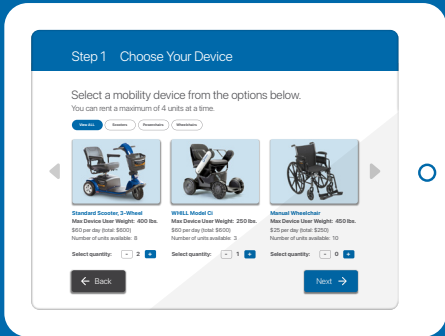 Step 1 Choose Your Device
Select a mobility device from the options below.
You can rent a maximum of 4 units at a time.
View ALL
Scooters
Powerchairs
Wheelchairs
Standard Scooter, 3-Wheel
Max Device User Weight: 400 lbs.
$60 per day (total: $600)
Number of units available: 8
Select quantity: - 2 +
WHILL Model Ci
Max Device User Weight: 250 lbs.
$60 per day (total: $600)
Number of units available: 3
Select quantity: - 1 +
Manual Wheelchair
Max Device User Weight: 450 lbs.
$25 per day (total: $250)
Number of units available: 10
Select quantity: - 0 +
← Back
Next →